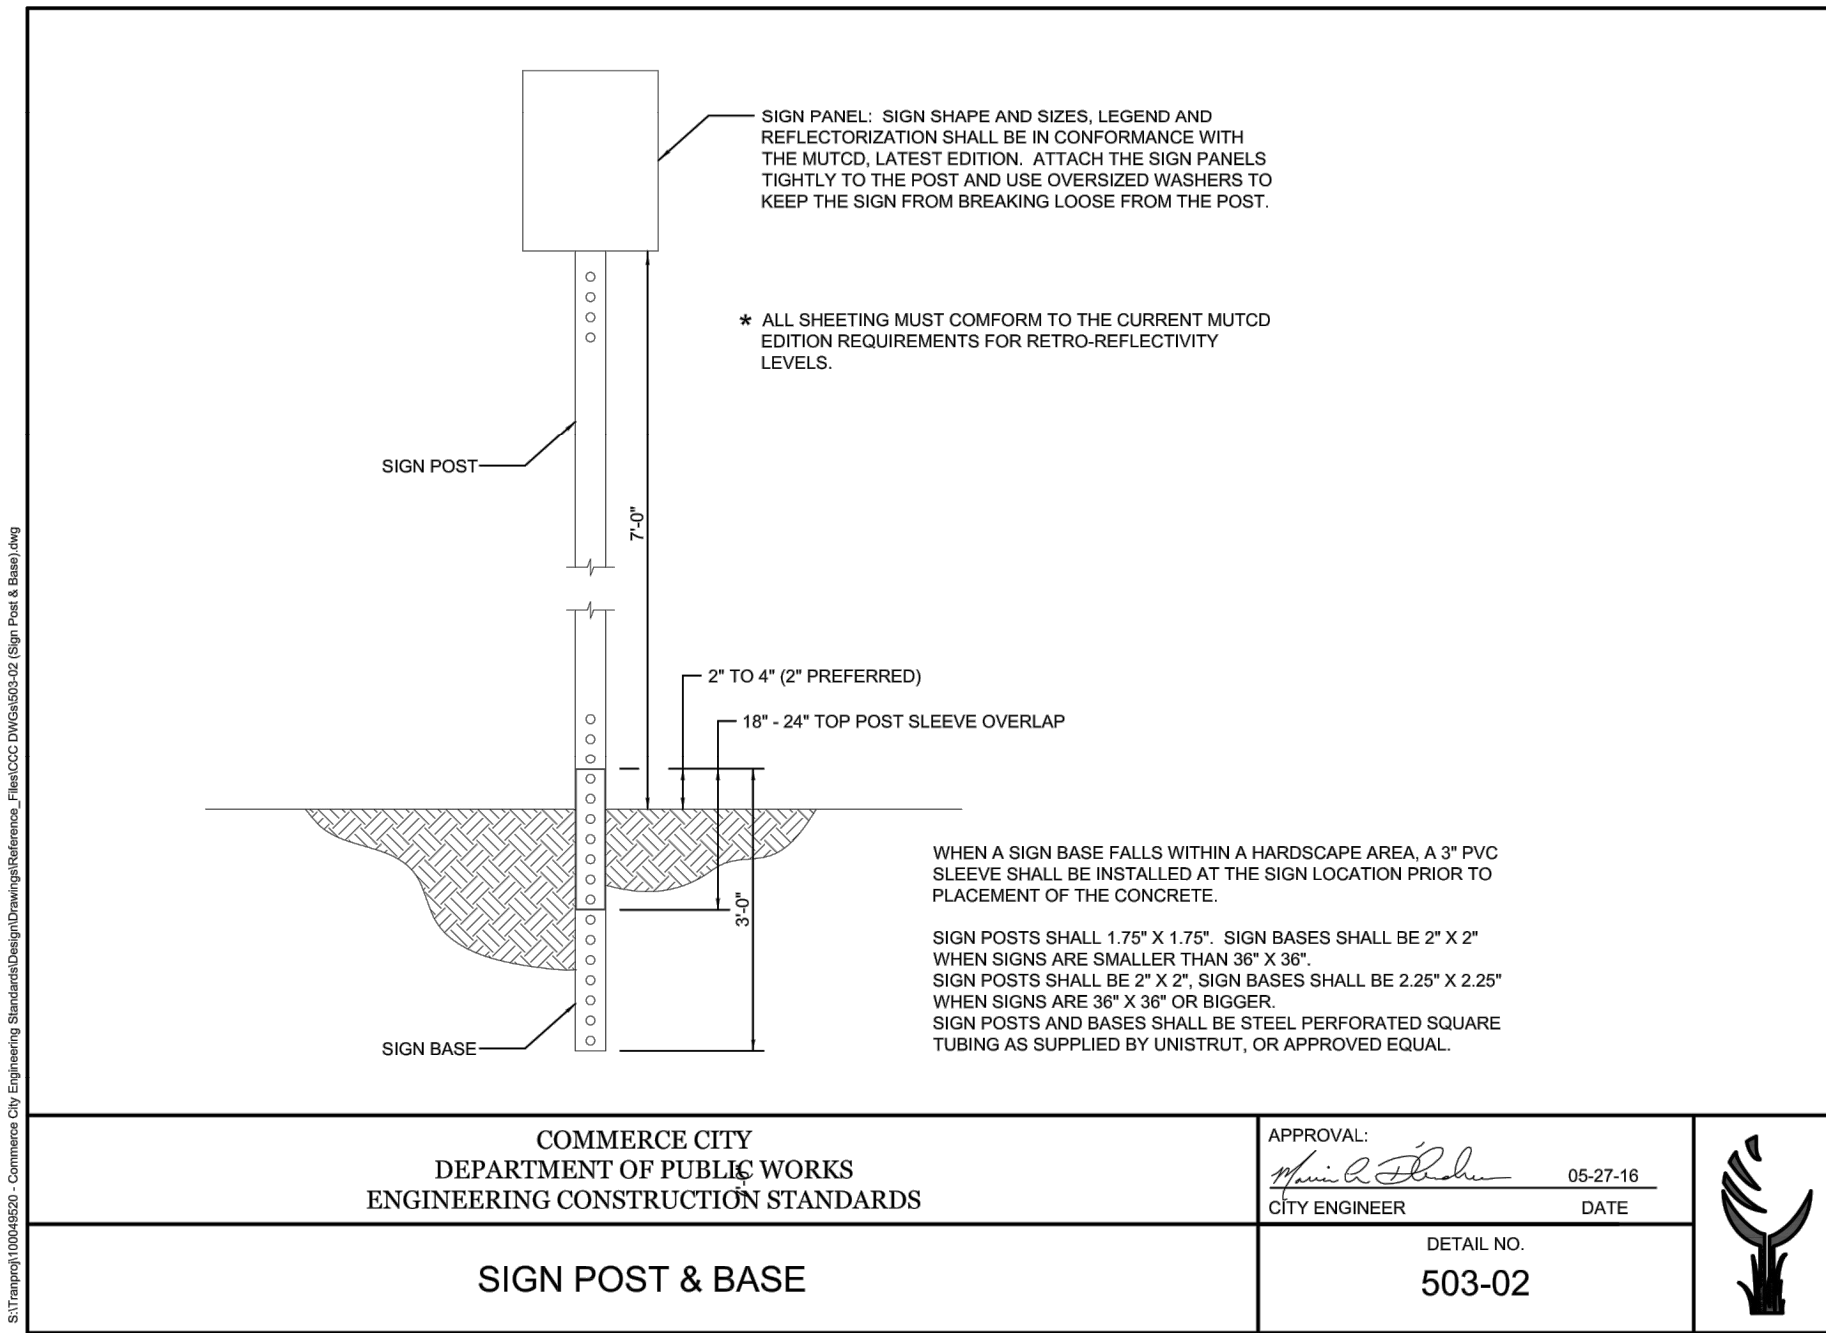 SIGN PANEL: SIGN SHAPE AND SIZES, LEGEND AND
REFLECTORIZATION SHALL BE IN CONFORMANCE WITH
THE MUTCD, LATEST EDITION. ATTACH THE SIGN PANELS
TIGHTLY TO THE POST AND USE OVERSIZED WASHERS TO
KEEP THE SIGN FROM BREAKING LOOSE FROM THE POST.
* ALL SHEETING MUST COMFORM TO THE CURRENT MUTCD
EDITION REQUIREMENTS FOR RETRO-REFLECTIVITY
LEVELS.
SIGN POST
7'-0"
2" TO 4" (2" PREFERRED)
18" - 24" TOP POST SLEEVE OVERLAP
3'-0"
SIGN BASE
WHEN A SIGN BASE FALLS WITHIN A HARDSCAPE AREA, A 3" PVC
SLEEVE SHALL BE INSTALLED AT THE SIGN LOCATION PRIOR TO
PLACEMENT OF THE CONCRETE.
SIGN POSTS SHALL 1.75" X 1.75". SIGN BASES SHALL BE 2" X 2"
WHEN SIGNS ARE SMALLER THAN 36" X 36".
SIGN POSTS SHALL BE 2" X 2", SIGN BASES SHALL BE 2.25" X 2.25"
WHEN SIGNS ARE 36" X 36" OR BIGGER.
SIGN POSTS AND BASES SHALL BE STEEL PERFORATED SQUARE
TUBING AS SUPPLIED BY UNISTRUT, OR APPROVED EQUAL.
S:\Tranproj\100049520 - Commerce City Engineering Standards\Design\Drawings\Reference_Files\CCC DWGs\503-02 (Sign Post & Base).dwg
COMMERCE CITY
DEPARTMENT OF PUBLIC WORKS
ENGINEERING CONSTRUCTION STANDARDS
SIGN POST & BASE
APPROVAL:
05-27-16
CITY ENGINEER DATE
DETAIL NO.
503-02